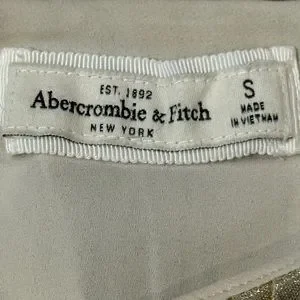 EST. 1892
Abercrombie & Fitch
NEW YORK
S
MADE
IN VIETNAM